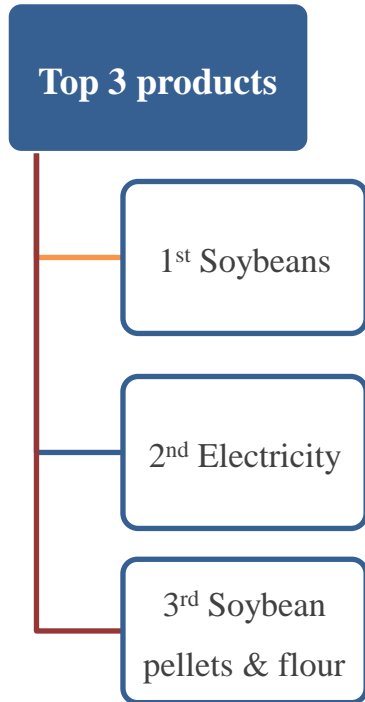 Top 3 products
1st Soybeans
2nd Electricity
3rd Soybean
pellets & flour